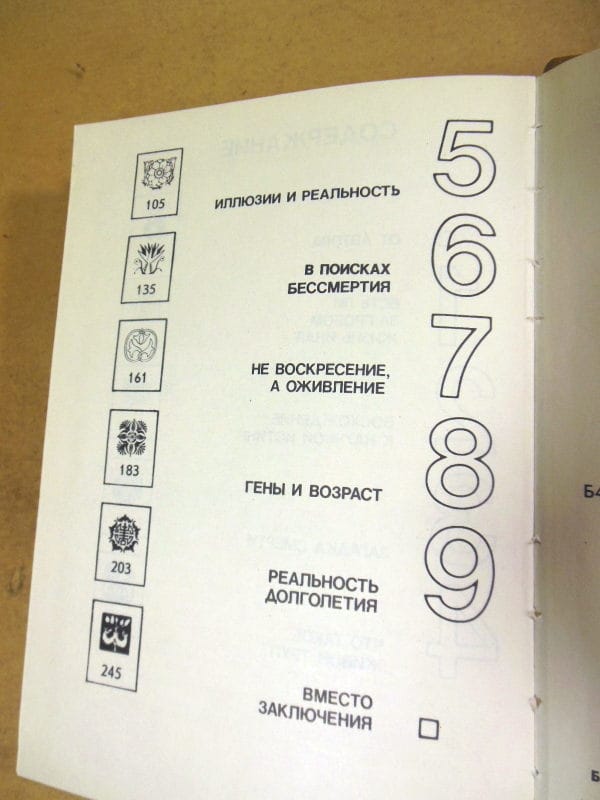 105
ИЛЛЮЗИИ И РЕАЛЬНОСТЬ
5
135
В ПОИСКАХ
БЕССМЕРТИЯ
6
161
НЕ ВОСКРЕСЕНИЕ,
А ОЖИВЛЕНИЕ
7
183
ГЕНЫ И ВОЗРАСТ
8
203
РЕАЛЬНОСТЬ
ДОЛГОЛЕТИЯ
9
245
ВМЕСТО
ЗАКЛЮЧЕНИЯ